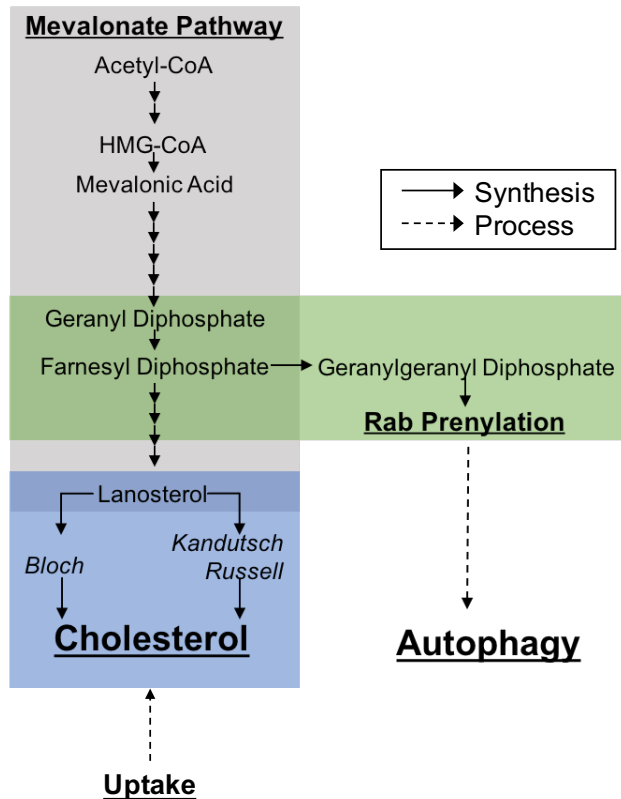 Mevalonate Pathway
Acetyl-CoA
HMG-CoA
Mevalonic Acid
Synthesis
Process
Geranyl Diphosphate
Farnesyl Diphosphate
Geranylgeranyl Diphosphate
Rab Prenylation
Lanosterol
Bloch
Kandutsch
Russell
Cholesterol
Autophagy
Uptake